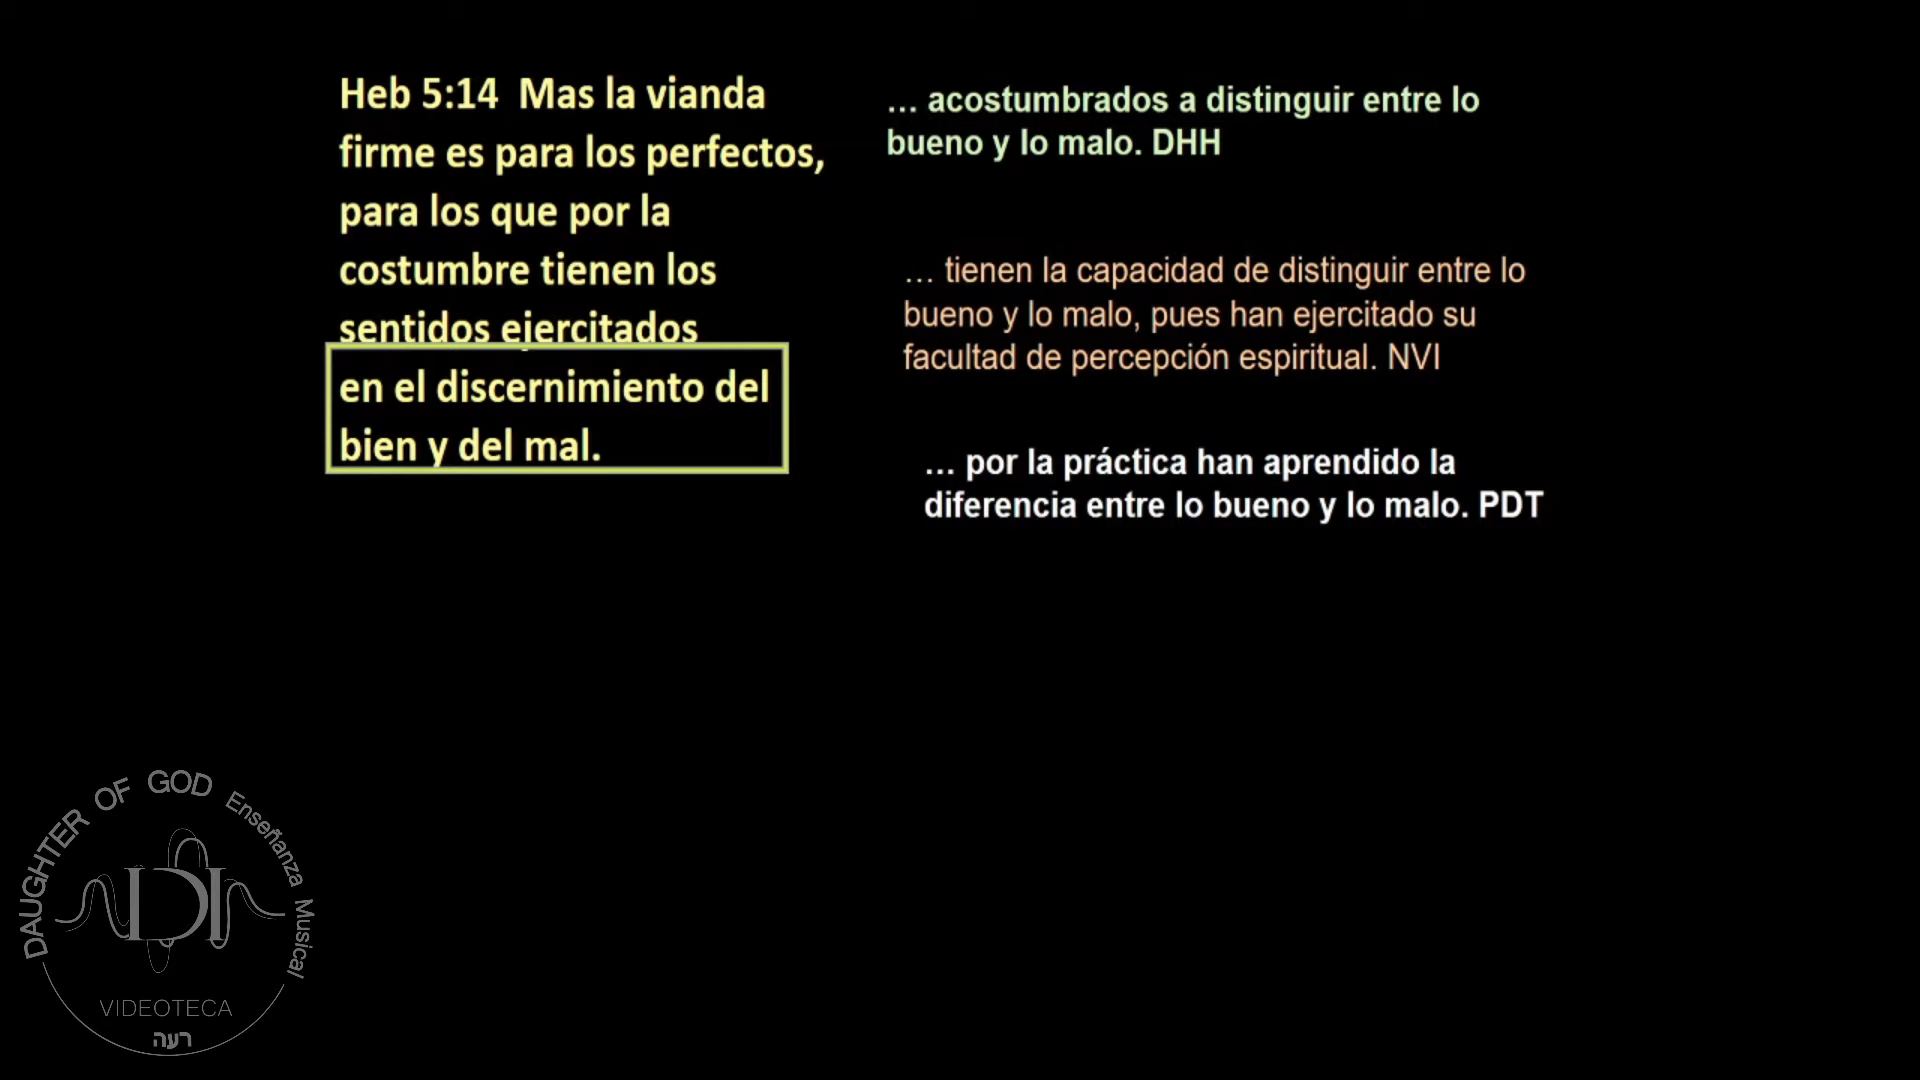 Heb 5:14  Mas la vianda
firme es para los perfectos,
para los que por la
costumbre tienen los
sentidos ejercitados
en el discernimiento del
bien y del mal.
… acostumbrados a distinguir entre lo
bueno y lo malo. DHH
… tienen la capacidad de distinguir entre lo
bueno y lo malo, pues han ejercitado su
facultad de percepción espiritual. NVI
… por la práctica han aprendido la
diferencia entre lo bueno y lo malo. PDT
DAUGHTER OF GOD Enseñanza Musical
VIDEOTECA
רעה